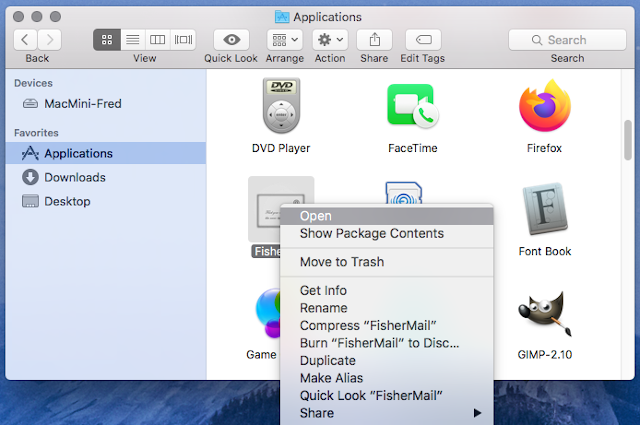 Applications
Search
Back
View
Quick Look
Arrange
Action
Share
Edit Tags
Search
Devices
MacMini-Fred
Favorites
Applications
Downloads
Desktop
DVD
DVD Player
FaceTime
Firefox
F
Font Book
Fishe
Game
GIMP-2.10
Open
Show Package Contents
Move to Trash
Get Info
Rename
Compress “FisherMail”
Burn “FisherMail” to Disc...
Duplicate
Make Alias
Quick Look “FisherMail”
Share